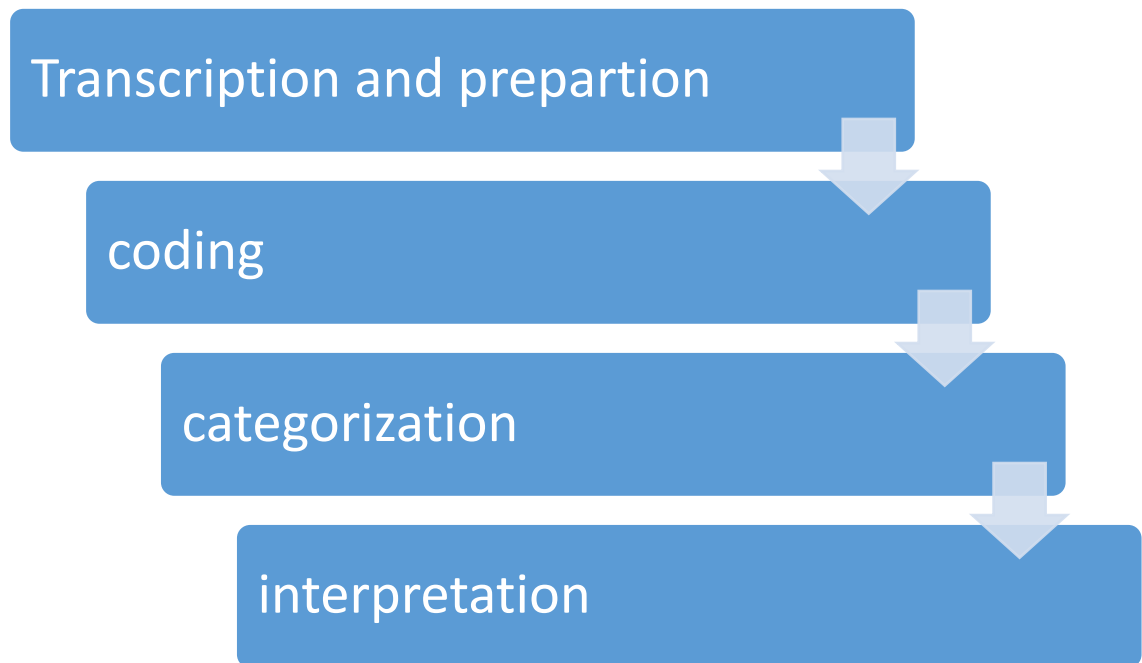 Transcription and prepartion
coding
categorization
interpretation